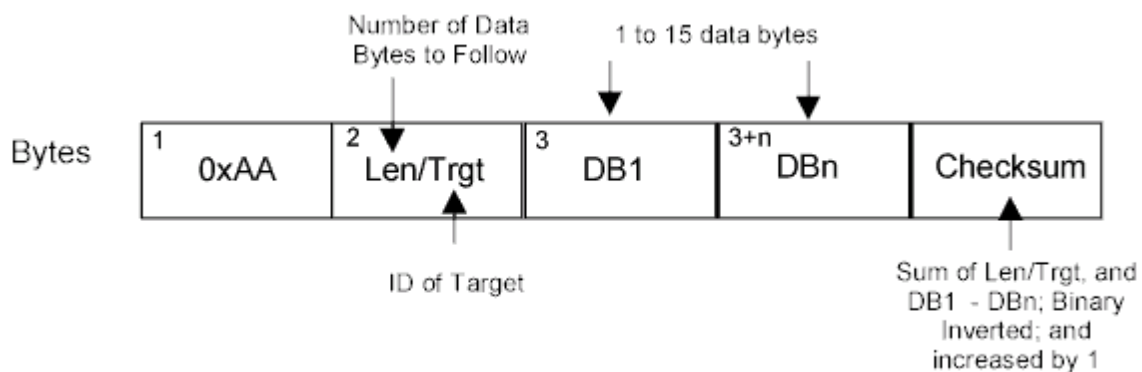 Number of Data
Bytes to Follow
1 to 15 data bytes
Bytes
1
0xAA
2
Len/Trgt
3
DB1
3+n
DBn
Checksum
ID of Target
Sum of Len/Trgt, and
DB1 - DBn; Binary
Inverted; and
increased by 1